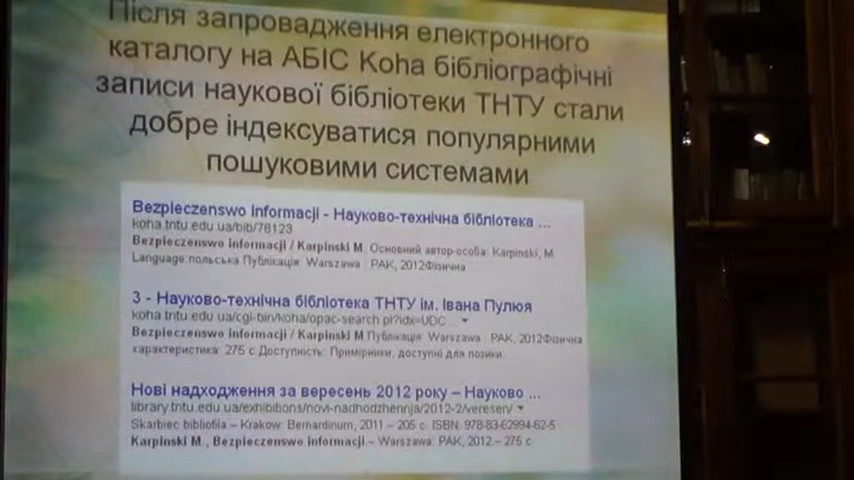 Після запровадження електронного
каталогу на АБІС Koha бібліографічні
записи наукової бібліотеки ТНТУ стали
добре індексуватися популярними
пошуковими системами
Bezpieczenswo Informacji - Науково-технічна бібліотека ...
koha.tntu.edu.ua/bib/78123
Bezpieczenswo Informacji / Karpinski M. Основний автор-особа: Karpinski, M.
Language:польська.Публікація: Warszawa : PAK, 2012Фізична
3 - Науково-технічна бібліотека ТНТУ ім. Івана Пулюя
koha.tntu.edu.ua/cgi-bin/koha/opac-search.pl?idx=UDC...
Bezpieczenswo Informacji / Karpinski M.Публікація: Warszawa : PAK, 2012Фізична
характеристика: 275 с.Доступність: Примірники, доступні для позики:
Нові надходження за вересень 2012 року – Науково ...
library.tntu.edu.ua/exhibitions/novi-nadhodzhennja/2012-2/veresen/
Skarbiec bibliofila – Krakow: Bernardinum, 2011 – 205 с. ISBN: 978-83-62994-62-5
Karpinski M., Bezpieczenswo Informacji.– Warszawa: PAK, 2012.– 275 с.